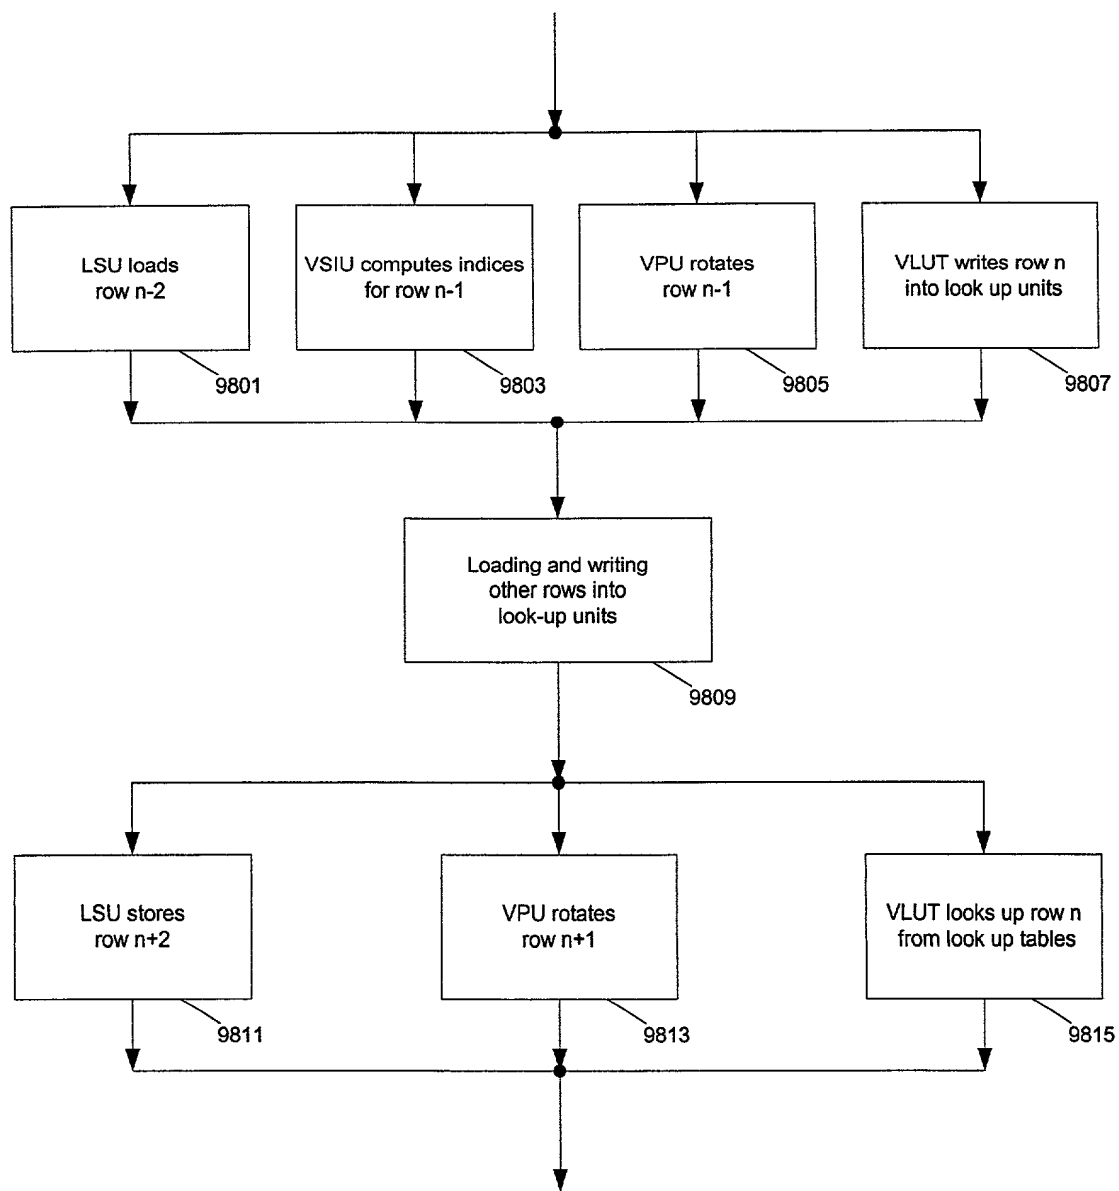 LSU loads
row n-2
9801
VSIU computes indices
for row n-1
9803
VPU rotates
row n-1
9805
VLUT writes row n
into look up units
9807
Loading and writing
other rows into
look-up units
9809
LSU stores
row n+2
9811
VPU rotates
row n+1
9813
VLUT looks up row n
from look up tables
9815